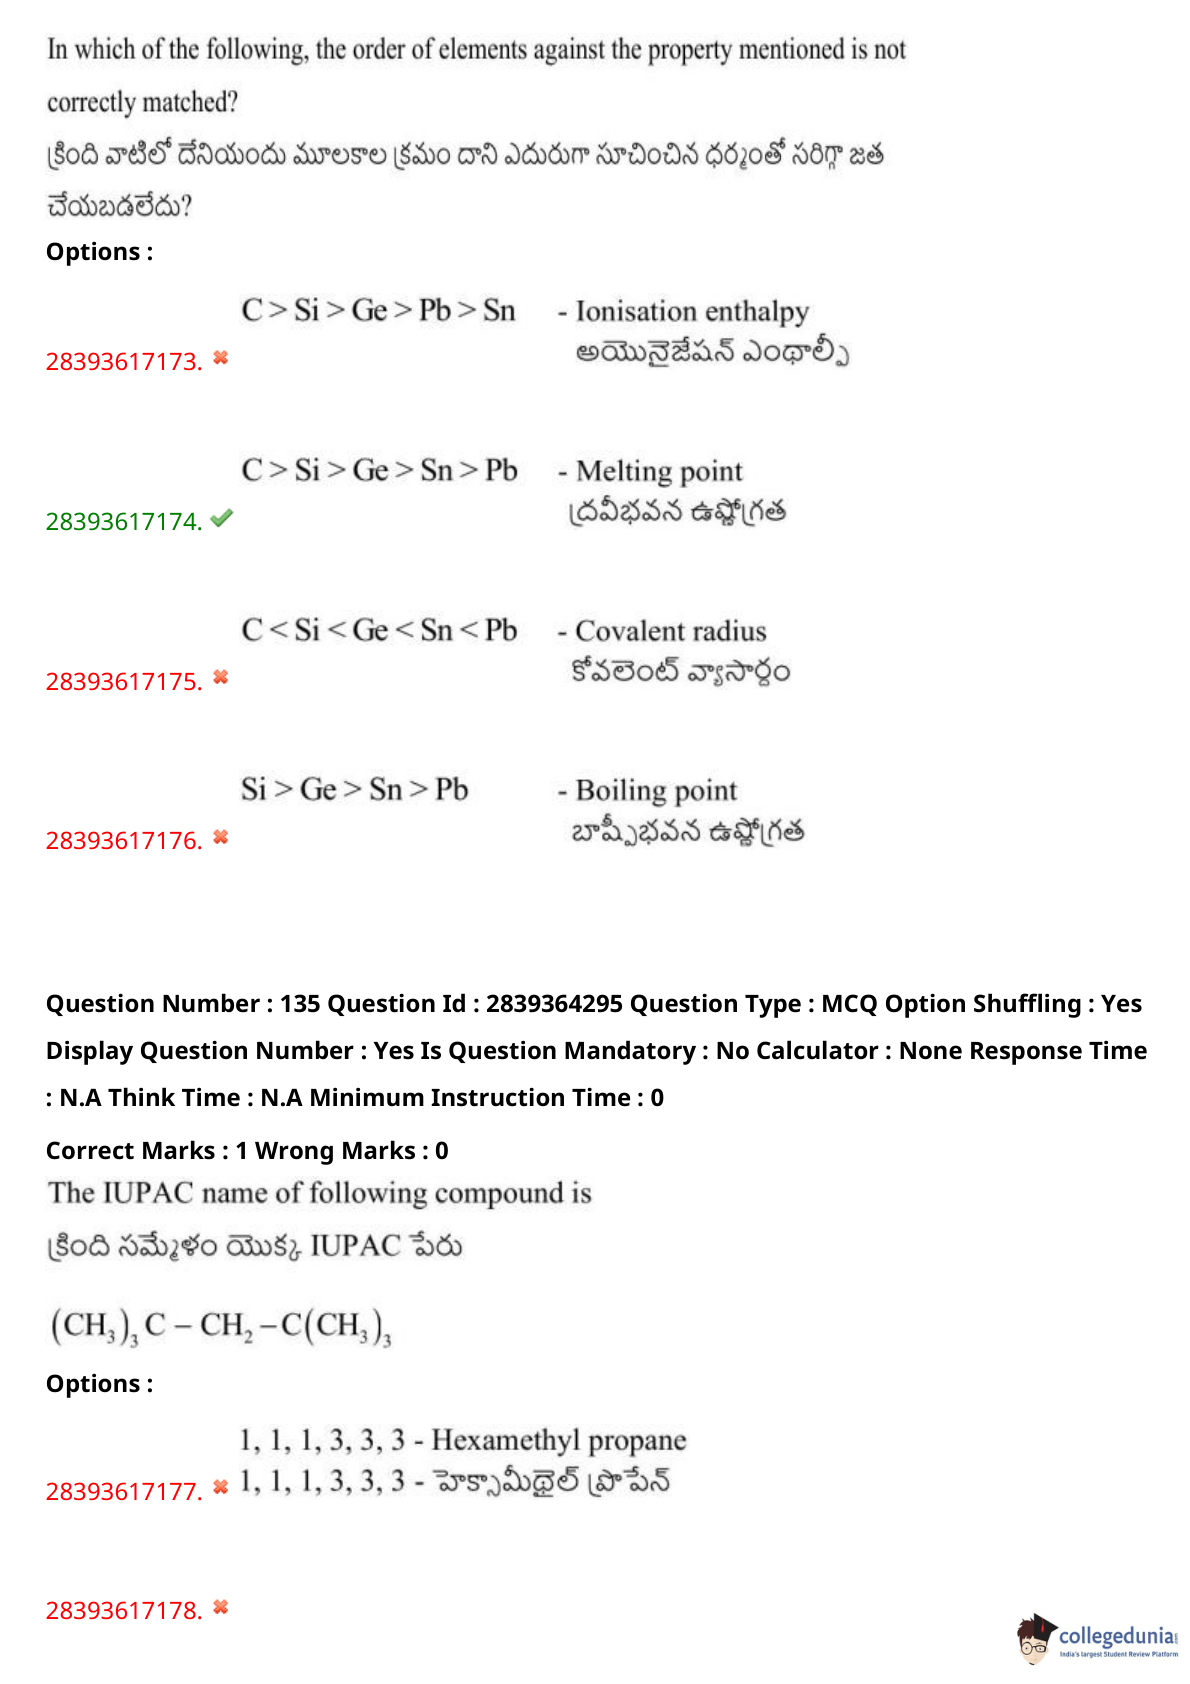 In which of the following, the order of elements against the property mentioned is not
correctly matched?
క్రింది వాటిలో దేనియందు మూలకాల క్రమం దాని ఎదురుగా సూచించిన ధర్మంతో సరిగ్గా జత
చేయబడలేదు?
Options :
C > Si > Ge > Pb > Sn - Ionisation enthalpy
అయొనైజేషన్ ఎంథాల్పీ
28393617173.
C > Si > Ge > Sn > Pb - Melting point
ద్రవీభవన ఉష్ణోగ్రత
28393617174.
C < Si < Ge < Sn < Pb - Covalent radius
కోవలెంట్ వ్యాసార్ధం
28393617175.
Si > Ge > Sn > Pb - Boiling point
బాష్పీభవన ఉష్ణోగ్రత
28393617176.
Question Number : 135 Question Id : 2839364295 Question Type : MCQ Option Shuffling : Yes
Display Question Number : Yes Is Question Mandatory : No Calculator : None Response Time
: N.A Think Time : N.A Minimum Instruction Time : 0
Correct Marks : 1 Wrong Marks : 0
The IUPAC name of following compound is
క్రింది సమ్మేళం యొక్క IUPAC పేరు
(CH₃)₃ C – CH₂ – C(CH₃)₃
Options :
1, 1, 1, 3, 3, 3 - Hexamethyl propane
28393617177. 1, 1, 1, 3, 3, 3 - హెక్సామీథైల్ ప్రొపేన్
28393617178.
collegedunia
India's largest Student Review Platform